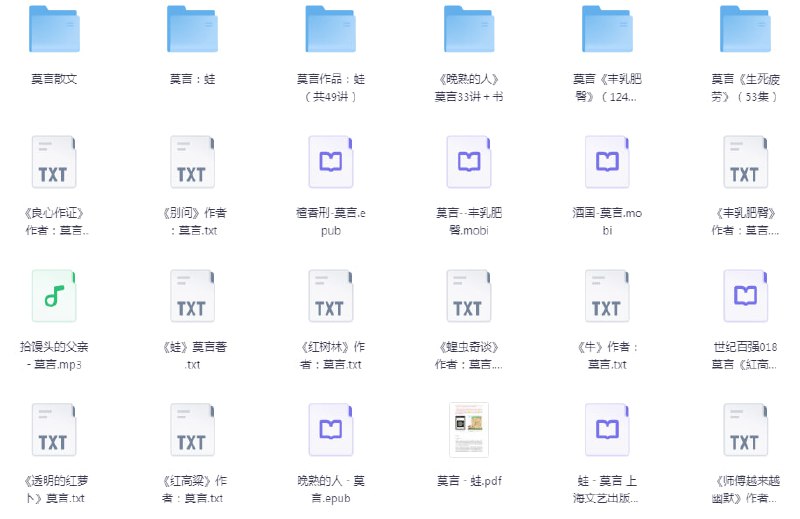 莫言散文
莫言：蛙
莫言作品：蛙
（共49讲）
《晚熟的人》
莫言33讲+书
莫言《丰乳肥
臀》（124...
莫言《生死疲
劳》（53集）
TXT
《良心作证》
作者：莫言..
TXT
《别问》作者
：莫言.txt
檀香刑-莫言.e
pub
莫言--丰乳肥
臀.mobi
酒国-莫言.mo
bi
TXT
《丰乳肥臀》
作者：莫言....
拾馒头的父亲
- 莫言.mp3
TXT
《蛙》莫言著
.txt
TXT
《红树林》作
者：莫言.txt
TXT
《蝗虫奇谈》
作者：莫言....
TXT
《牛》作者：
莫言.txt
世纪百强018
莫言《紅高...
TXT
《透明的红萝
卜》莫言.txt
TXT
《红高粱》作
者：莫言.txt
晚熟的人 - 莫
言.epub
莫言 - 蛙.pdf
蛙 - 莫言 上
海文艺出版...
TXT
《师傅越来越
幽默》作者...